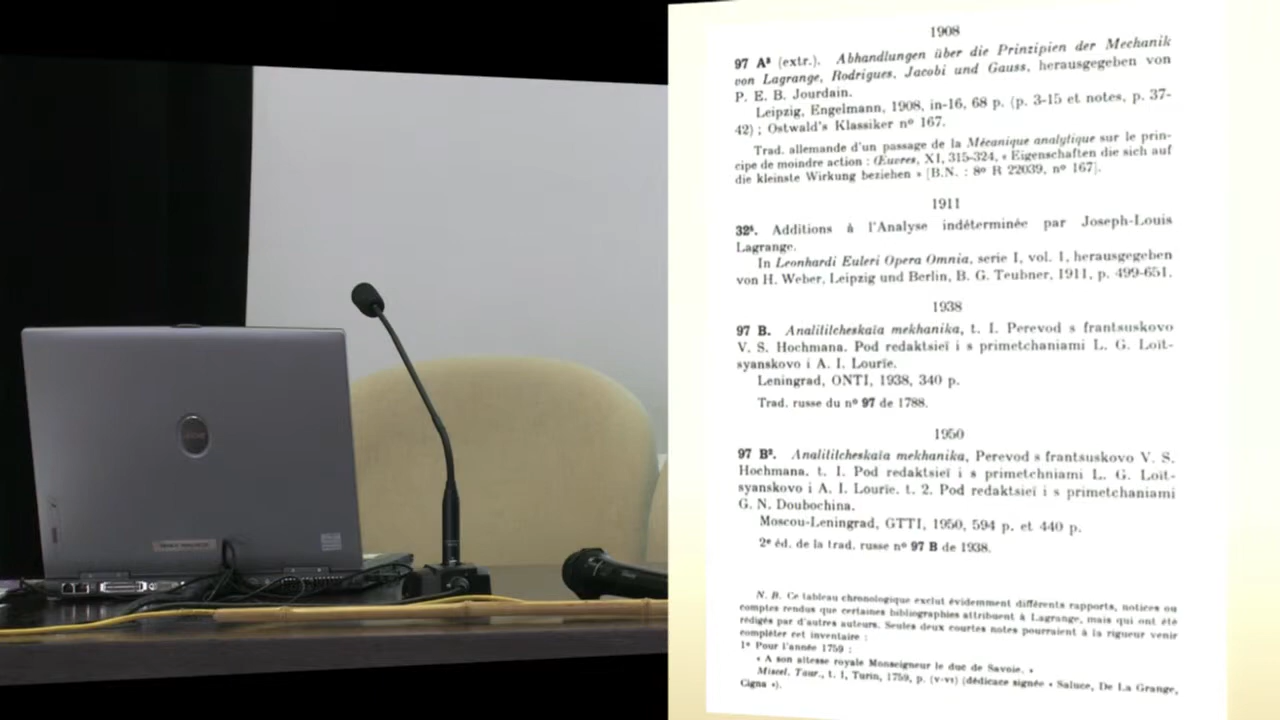 1908
97 A³ (extr.). Abhandlungen über die Prinzipien der Mechanik
von Lagrange, Rodrigues, Jacobi und Gauss, herausgegeben von
P. E. B. Jourdain.
Leipzig, Engelmann, 1908, in-16, 68 p. (p. 3-15 et notes, p. 37-
42) ; Ostwald's Klassiker nº 167.
Trad. allemande d'un passage de la Mécanique analytique sur le prin-
cipe de moindre action : Œuvres, XI, 315-324, « Eigenschaften die sich auf
die kleinste Wirkung beziehen » [B.N. : 8º R 22039, nº 167].
1911
32⁵. Additions à l'Analyse indéterminée par Joseph-Louis
Lagrange.
In Leonhardi Euleri Opera Omnia, serie I, vol. 1, herausgegeben
von H. Weber, Leipzig und Berlin, B. G. Teubner, 1911, p. 499-651.
1938
97 B. Analilitcheskaïa mekhanika, t. I. Perevod s frantsuskovo
V. S. Hochmana. Pod redaktsieï i s primetchaniami L. G. Loït-
syanskovo i A. I. Lourïe.
Leningrad, ONTI, 1938, 340 p.
Trad. russe du nº 97 de 1788.
1950
97 B². Analilitcheskaïa mekhanika, Perevod s frantsuskovo V. S.
Hochmana. t. I. Pod redaktsieï i s primetchniami L. G. Loït-
syanskovo i A. I. Lourïe. t. 2. Pod redaktsieï i s primetchaniami
G. N. Doubochina.
Moscou-Leningrad, GTTI, 1950, 594 p. et 440 p.
2º éd. de la trad. russe nº 97 B de 1938.
N. B. Ce tableau chronologique exclut évidemment différents rapports, notices ou
comptes rendus que certaines bibliographies attribuent à Lagrange, mais qui ont été
rédigés par d'autres auteurs. Seules deux courtes notes pourraient à la rigueur venir
compléter cet inventaire :
1º Pour l'année 1759 :
« A son altesse royale Monseigneur le duc de Savoie. »
Miscel. Taur., t. I, Turin, 1759, p. (v-vi) (dédicace signée « Saluce, De La Grange,
Cigna »).